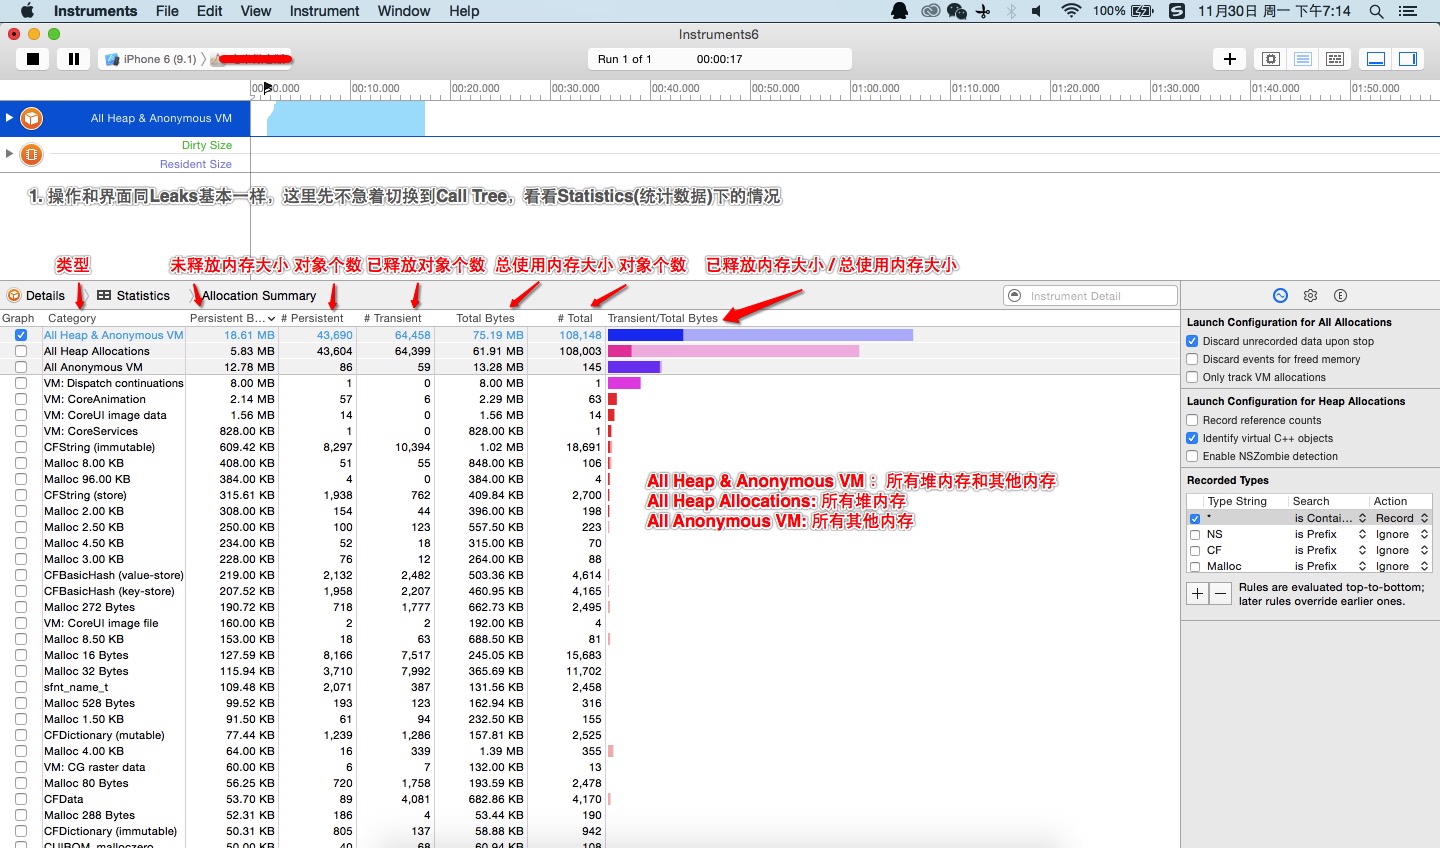 Instruments File Edit View Instrument Window Help 100% 11月30日 周一 下午7:14
Instruments6
iPhone 6 (9.1) Run 1 of 1 00:00:17
00:10.000 00:20.000 00:30.000 00:40.000 00:50.000 01:00.000 01:10.000 01:20.000 01:30.000 01:40.000 01:50.000
All Heap & Anonymous VM
Dirty Size
Resident Size
1. 操作和界面同Leaks基本一样，这里先不急着切换到Call Tree，看看Statistics(统计数据)下的情况
类型 未释放内存大小 对象个数 已释放对象个数 总使用内存大小 对象个数 已释放内存大小 / 总使用内存大小
Details Statistics Allocation Summary Instrument Detail
Graph Category Persistent B... # Persistent # Transient Total Bytes # Total Transient/Total Bytes
All Heap & Anonymous VM 18.61 MB 43,690 64,458 75.19 MB 108,148
All Heap Allocations 5.83 MB 43,604 64,399 61.91 MB 108,003
All Anonymous VM 12.78 MB 86 59 13.28 MB 145
VM: Dispatch continuations 8.00 MB 1 0 8.00 MB 1
VM: CoreAnimation 2.14 MB 57 6 2.29 MB 63
VM: CoreUI image data 1.56 MB 14 0 1.56 MB 14
VM: CoreServices 828.00 KB 1 0 828.00 KB 1
CFString (immutable) 609.42 KB 8,297 10,394 1.02 MB 18,691
Malloc 8.00 KB 408.00 KB 51 55 848.00 KB 106
Malloc 96.00 KB 384.00 KB 4 0 384.00 KB 4
CFString (store) 315.61 KB 1,938 762 409.84 KB 2,700
Malloc 2.00 KB 308.00 KB 154 44 396.00 KB 198
Malloc 2.50 KB 250.00 KB 100 123 557.50 KB 223
Malloc 4.50 KB 234.00 KB 52 18 315.00 KB 70
Malloc 3.00 KB 228.00 KB 76 12 264.00 KB 88
CFBasicHash (value-store) 219.00 KB 2,132 2,482 503.36 KB 4,614
CFBasicHash (key-store) 207.52 KB 1,958 2,207 460.95 KB 4,165
Malloc 272 Bytes 190.72 KB 718 1,777 662.73 KB 2,495
VM: CoreUI image file 160.00 KB 2 2 192.00 KB 4
Malloc 8.50 KB 153.00 KB 18 63 688.50 KB 81
Malloc 16 Bytes 127.59 KB 8,166 7,517 245.05 KB 15,683
Malloc 32 Bytes 115.94 KB 3,710 7,992 365.69 KB 11,702
sfnt_name_t 109.48 KB 2,071 387 131.56 KB 2,458
Malloc 528 Bytes 99.52 KB 193 123 162.94 KB 316
Malloc 1.50 KB 91.50 KB 61 94 232.50 KB 155
CFDictionary (mutable) 77.44 KB 1,239 1,286 157.81 KB 2,525
Malloc 4.00 KB 64.00 KB 16 339 1.39 MB 355
VM: CG raster data 60.00 KB 6 7 132.00 KB 13
Malloc 80 Bytes 56.25 KB 720 1,758 193.59 KB 2,478
CFData 53.70 KB 89 4,081 682.86 KB 4,170
Malloc 288 Bytes 52.31 KB 186 4 53.44 KB 190
CFDictionary (immutable) 50.31 KB 805 137 58.88 KB 942
CUIBOM_malloczero 50.00 KB 40 68 60.94 KB 108
All Heap & Anonymous VM： 所有堆内存和其他内存
All Heap Allocations: 所有堆内存
All Anonymous VM: 所有其他内存
Launch Configuration for All Allocations
Discard unrecorded data upon stop
Discard events for freed memory
Only track VM allocations
Launch Configuration for Heap Allocations
Record reference counts
Identify virtual C++ objects
Enable NSZombie detection
Recorded Types
Type String Search Action
* is Contai... Record
NS is Prefix Ignore
CF is Prefix Ignore
Malloc is Prefix Ignore
Rules are evaluated top-to-bottom;
later rules override earlier ones.